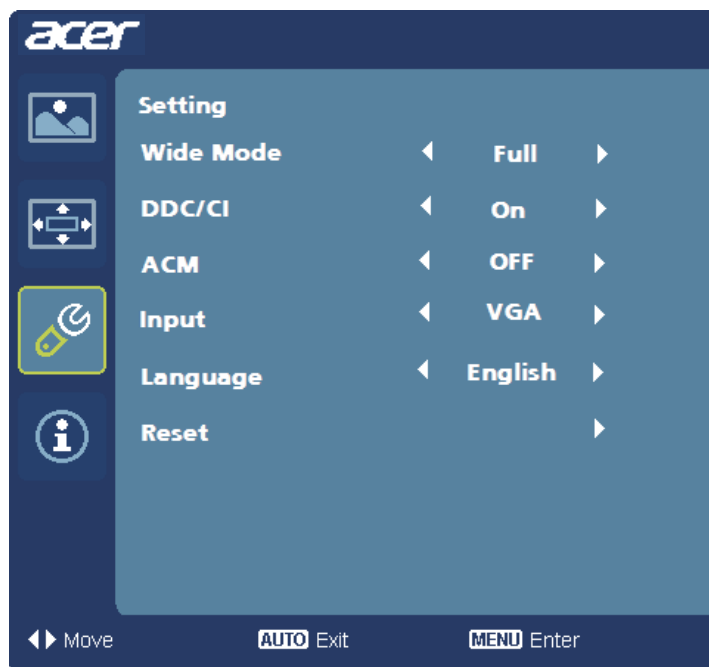 acer
Setting
Wide Mode Full
DDC/CI On
ACM OFF
Input VGA
Language English
Reset
Move AUTO Exit MENU Enter